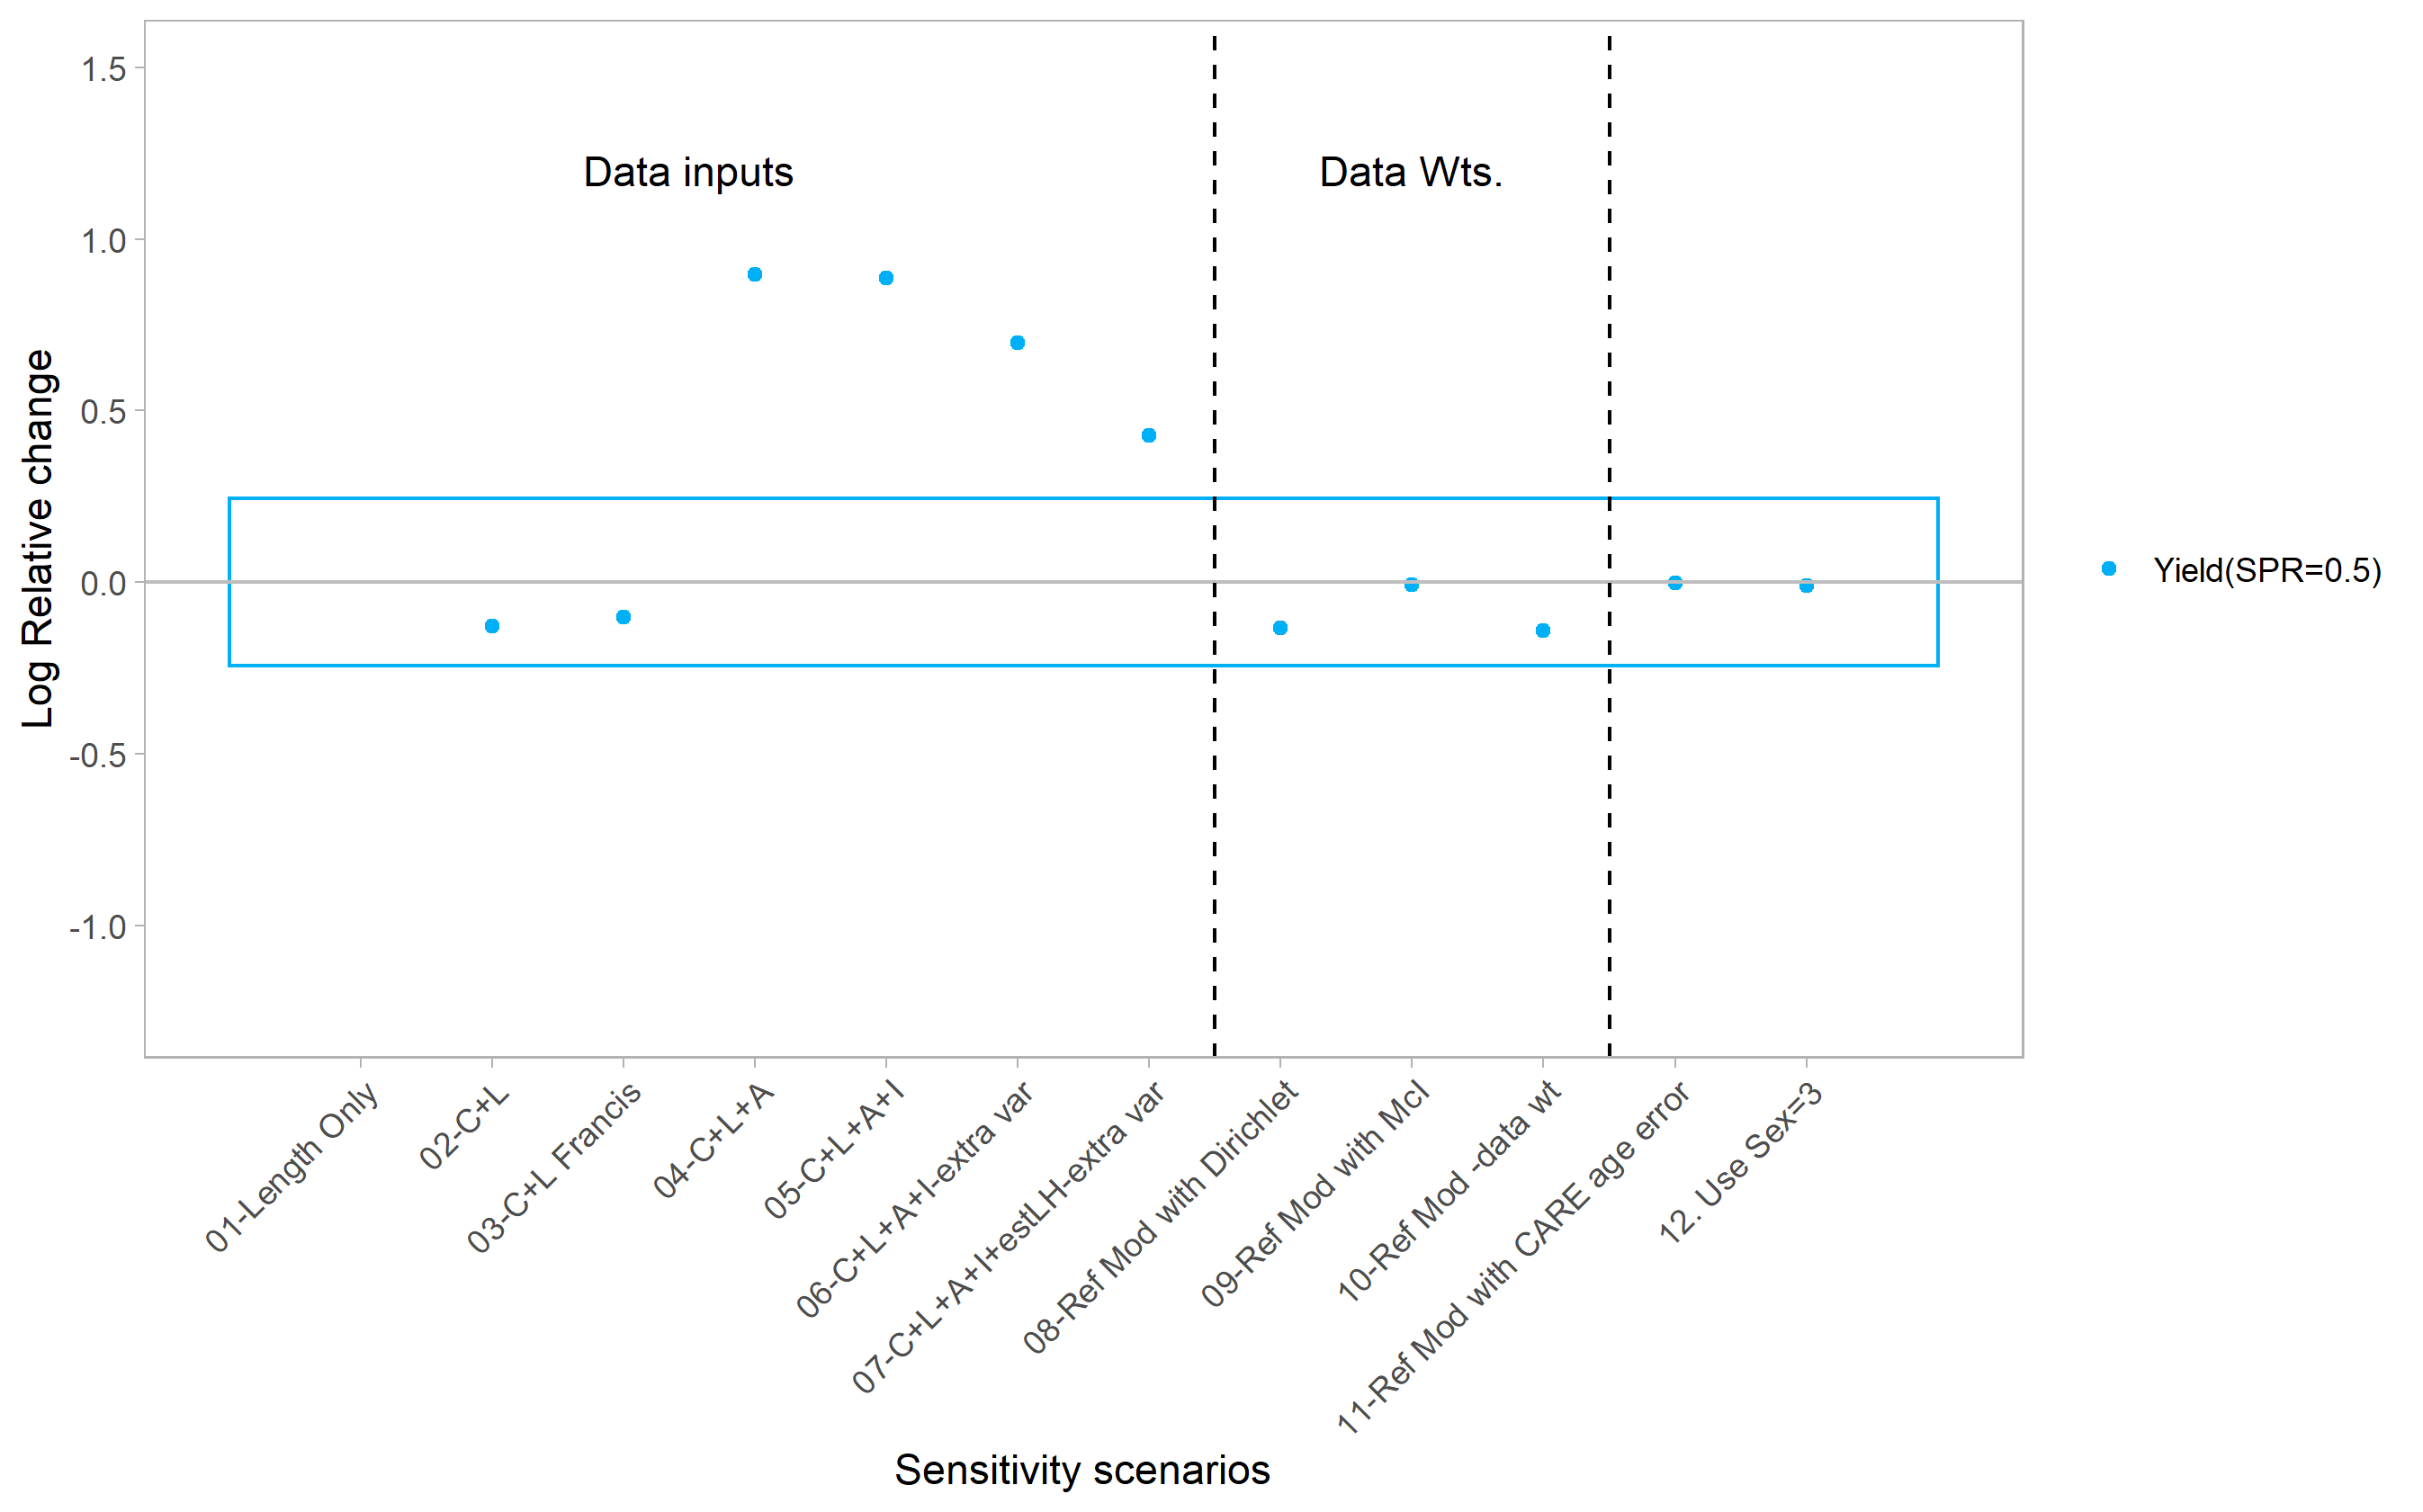 1.5
1.0
0.5
0.0
-0.5
-1.0
Log Relative change
Data inputs
Data Wts.
Yield(SPR=0.5)
01-Length Only
02-C+L
03-C+L Francis
04-C+L+A
05-C+L+A+I
06-C+L+A+I-extra var
07-C+L+A+I+estLH-extra var
08-Ref Mod with Dirichlet
09-Ref Mod with McI
10-Ref Mod -data wt
11-Ref Mod with CARE age error
12. Use Sex=3
Sensitivity scenarios